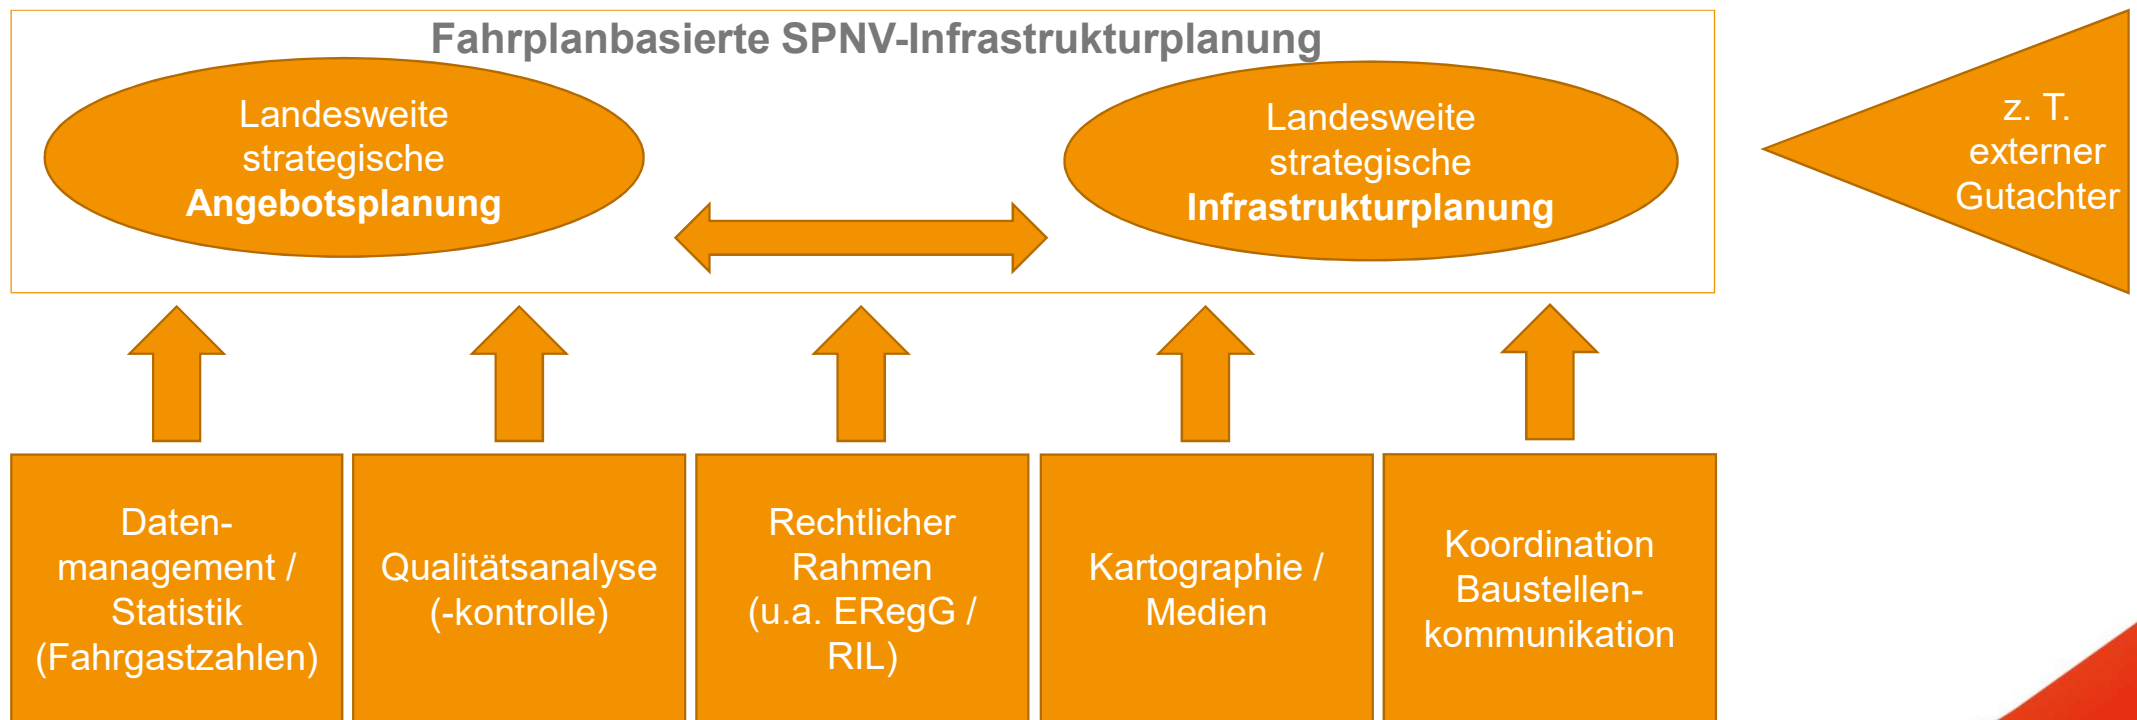 Fahrplanbasierte SPNV-Infrastrukturplanung
Landesweite
strategische
Angebotsplanung
Landesweite
strategische
Infrastrukturplanung
z. T.
externer
Gutachter
Daten-
management /
Statistik
(Fahrgastzahlen)
Qualitätsanalyse
(-kontrolle)
Rechtlicher
Rahmen
(u.a. ERegG /
RIL)
Kartographie /
Medien
Koordination
Baustellen-
kommunikation